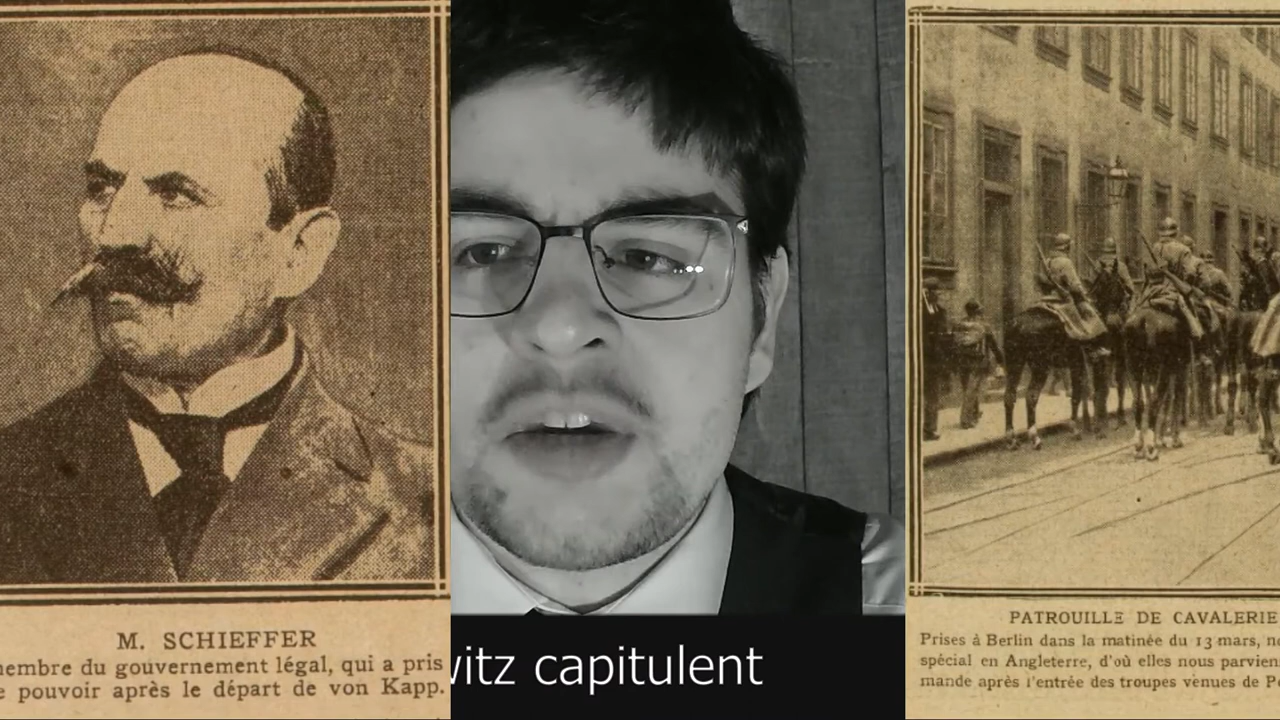 M. SCHIEFFER
membre du gouvernement légal, qui a pris
pouvoir après le départ de von Kapp.
witz capitulent
PATROUILLE DE CAVALERIE
Prises à Berlin dans la matinée du 13 mars,
spécial en Angleterre, d'où elles nous
mande après l'entrée des troupes venues de